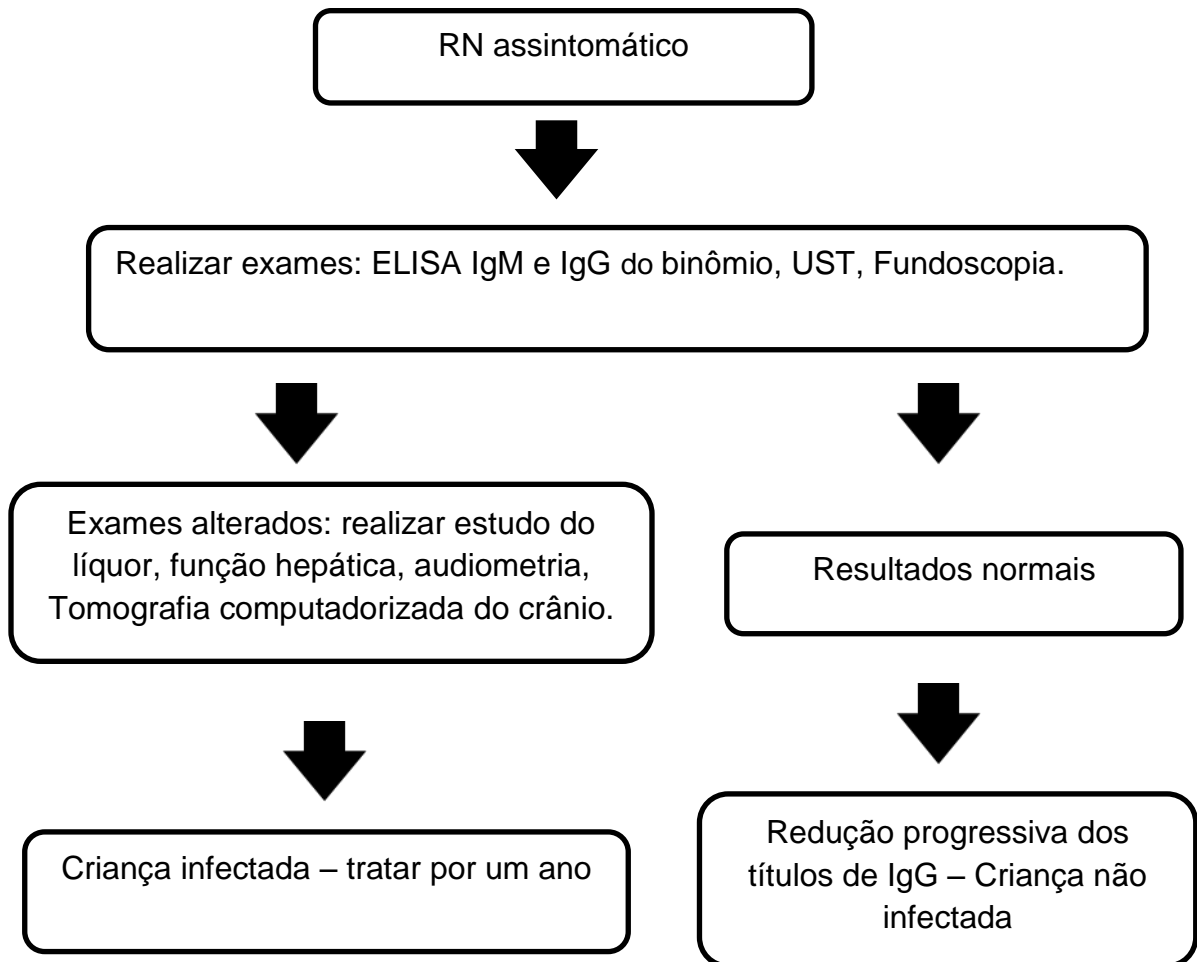 RN assintomático
Realizar exames: ELISA IgM e IgG do binômio, UST, Fundoscopia.
Exames alterados: realizar estudo do
líquor, função hepática, audiometria,
Tomografia computadorizada do crânio.
Resultados normais
Criança infectada – tratar por um ano
Redução progressiva dos
títulos de IgG – Criança não
infectada